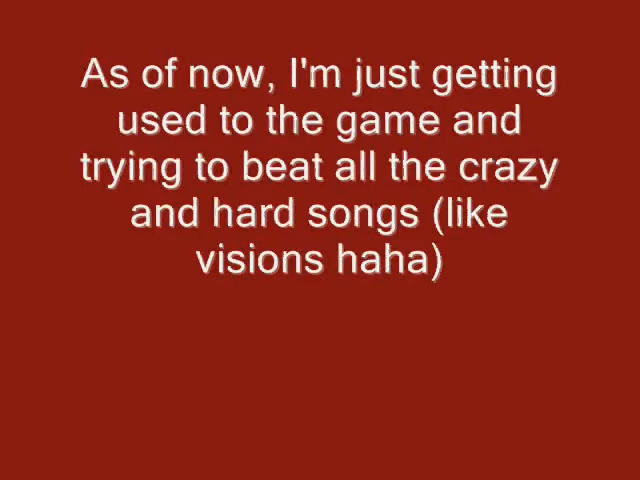 As of now, I'm just getting
used to the game and
trying to beat all the crazy
and hard songs (like
visions haha)